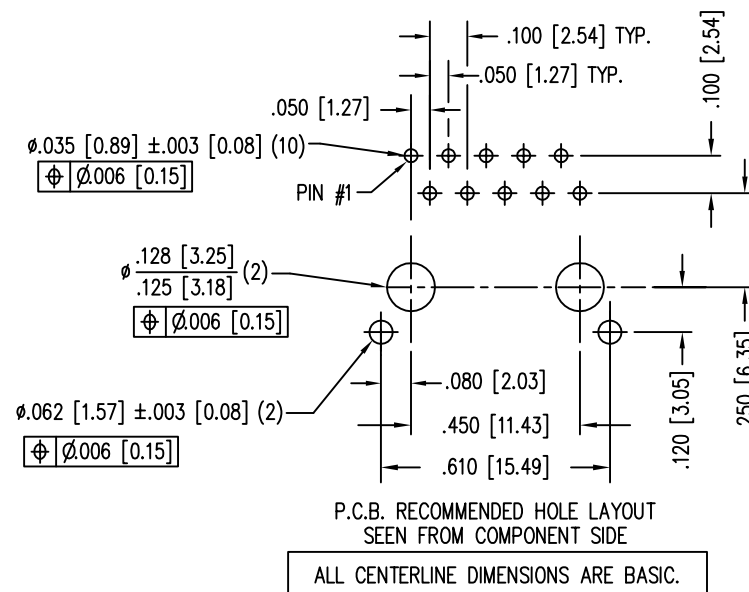 .100 [2.54] TYP.
.050 [1.27] TYP.
.100 [2.54]
.050 [1.27]
ø.035 [0.89] ±.003 [0.08] (10)
⌖ Ø.006 [0.15]
PIN #1
ø .128 [3.25] (2)
.125 [3.18]
⌖ Ø.006 [0.15]
.250 [6.35]
.120 [3.05]
.080 [2.03]
ø.062 [1.57] ±.003 [0.08] (2)
.450 [11.43]
⌖ Ø.006 [0.15]
.610 [15.49]
P.C.B. RECOMMENDED HOLE LAYOUT
SEEN FROM COMPONENT SIDE
ALL CENTERLINE DIMENSIONS ARE BASIC.